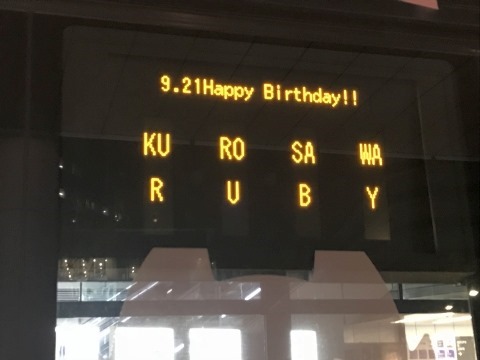 9.21Happy Birthday!!
KU RO SA WA
R U B Y